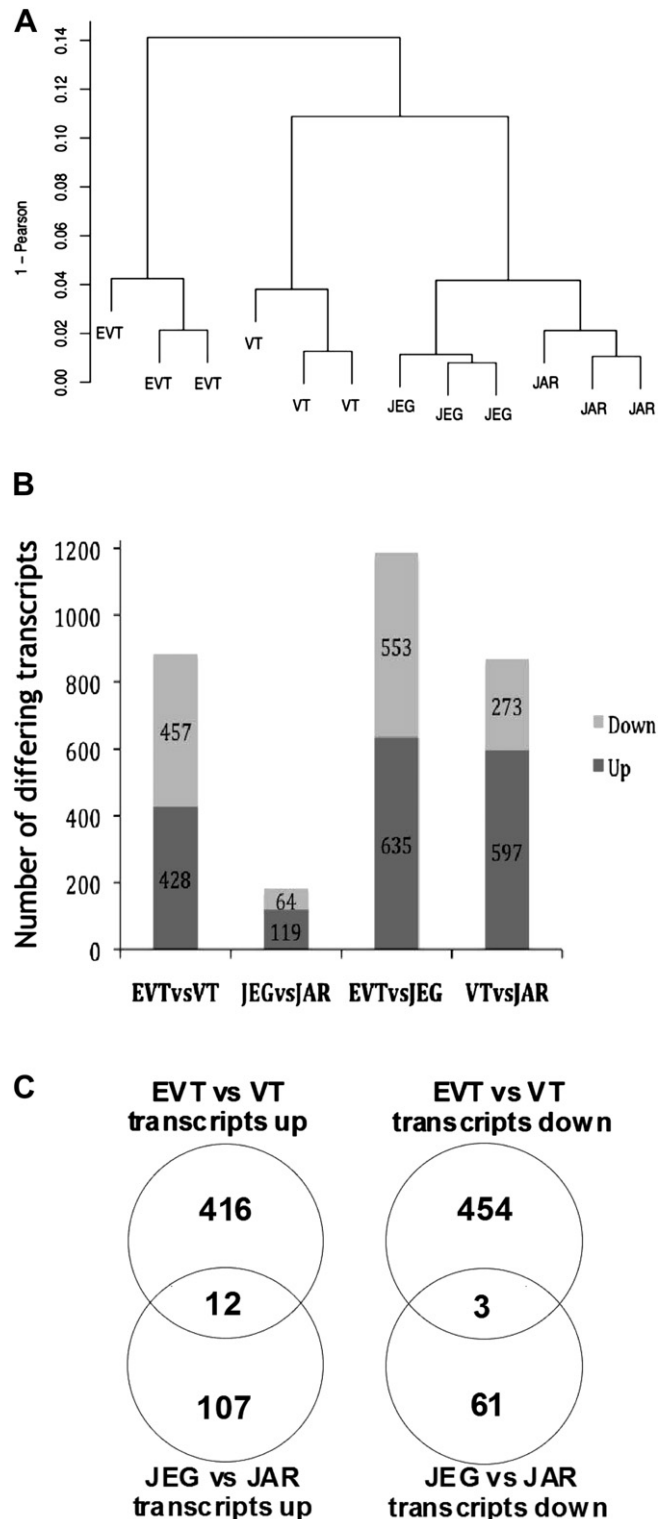 A
1 – Pearson
0.14
0.12
0.10
0.08
0.06
0.04
0.02
0.00
EVT
EVT EVT
VT
VT VT
JEG
JEG JEG
JAR
JAR JAR
B
Number of differing transcripts
1200
1000
800
600
400
200
0
457
428
64
119
553
635
273
597
Down
Up
EVTvsVT JEGvsJAR EVTvsJEG VTvsJAR
C
EVT vs VT
transcripts up
416
12
107
JEG vs JAR
transcripts up
EVT vs VT
transcripts down
454
3
61
JEG vs JAR
transcripts down